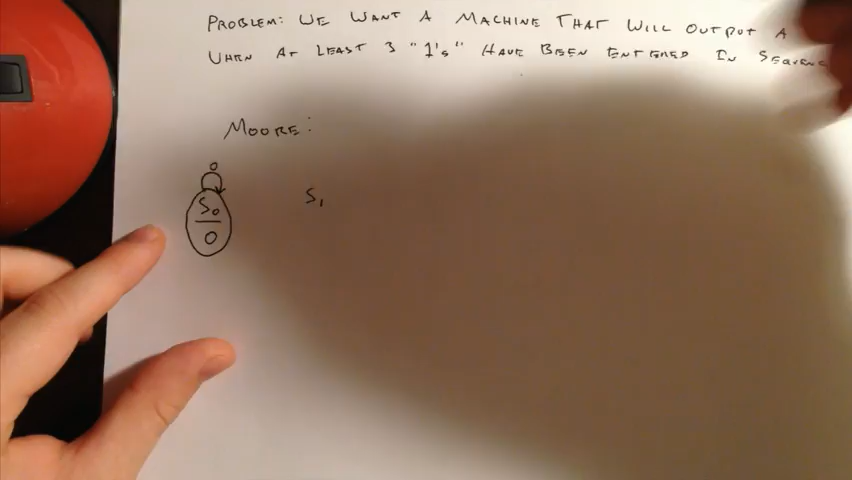 PROBLEM: WE WANT A MACHINE THAT WILL OUTPUT A
WHEN AT LEAST 3 "1's" HAVE BEEN ENTERED IN
MOORE:
0
S0 S1
0